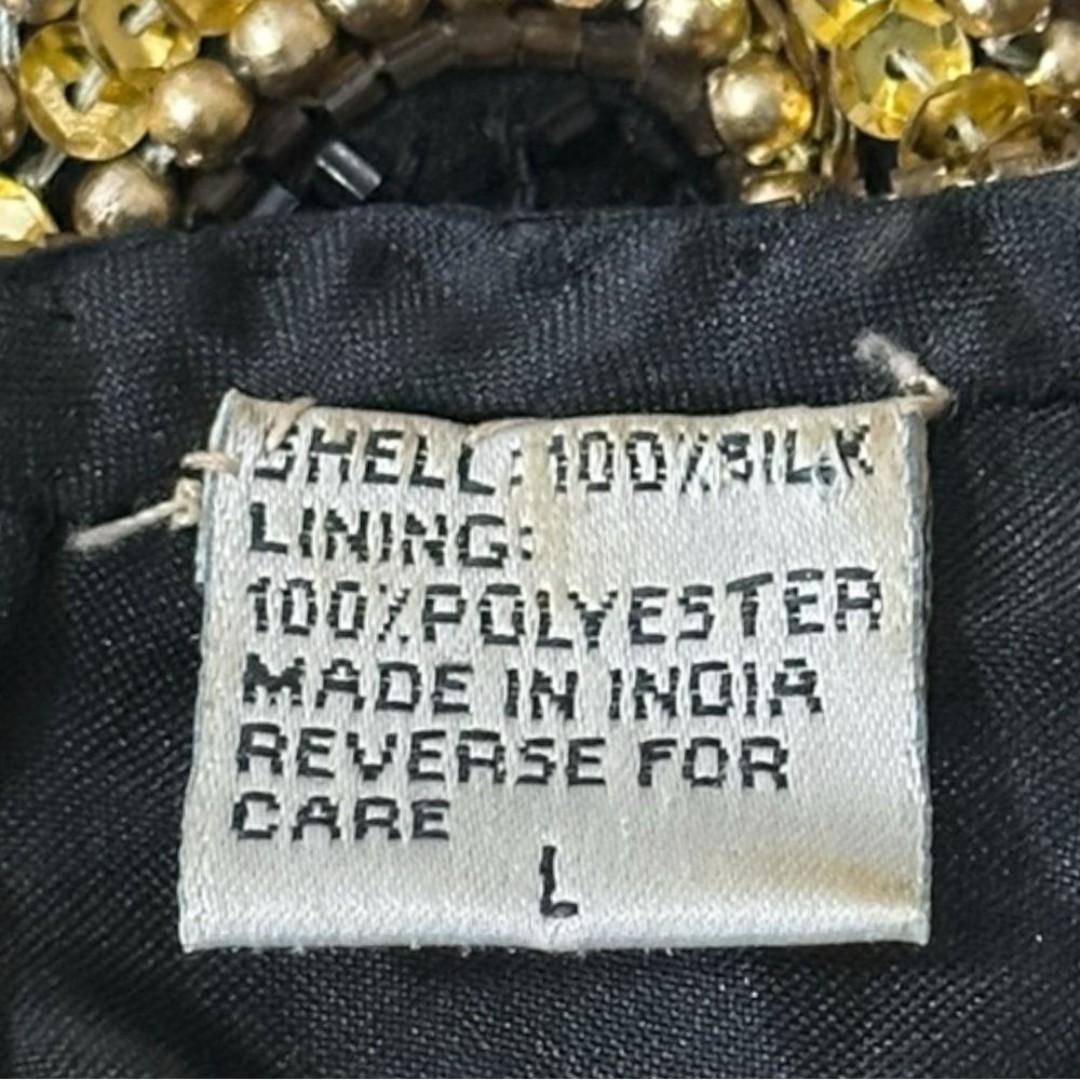 SHELL: 100%SILK
LINING:
100%POLYESTER
MADE IN INDIA
REVERSE FOR
CARE
L